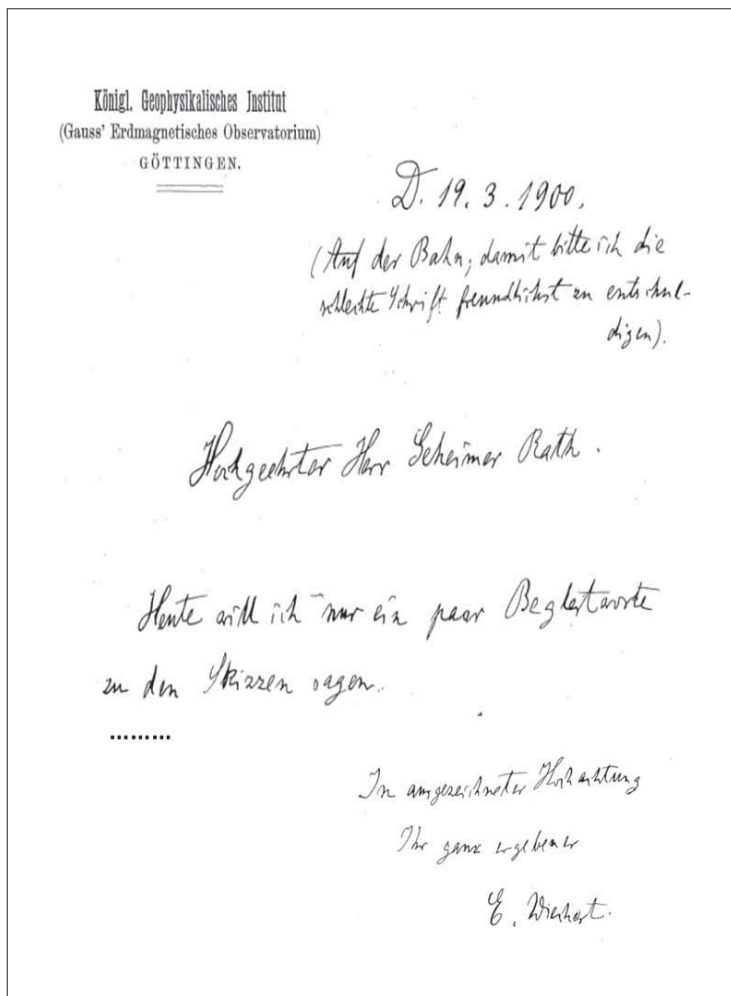 Königl. Geophysikalisches Institut
(Gauss' Erdmagnetisches Observatorium)
GÖTTINGEN.
D. 19. 3. 1900.
(Auf der Bahn; damit bitte ich die
schlechte Schrift freundlichst zu entschul-
digen).
Hochgeehrter Herr Geheimer Rath.
Heute will ich nur ein paar Begleitworte
zu den Skizzen sagen.
.........
In ausgezeichneter Hochachtung
Ihr ganz ergebener
E. Wiechert.